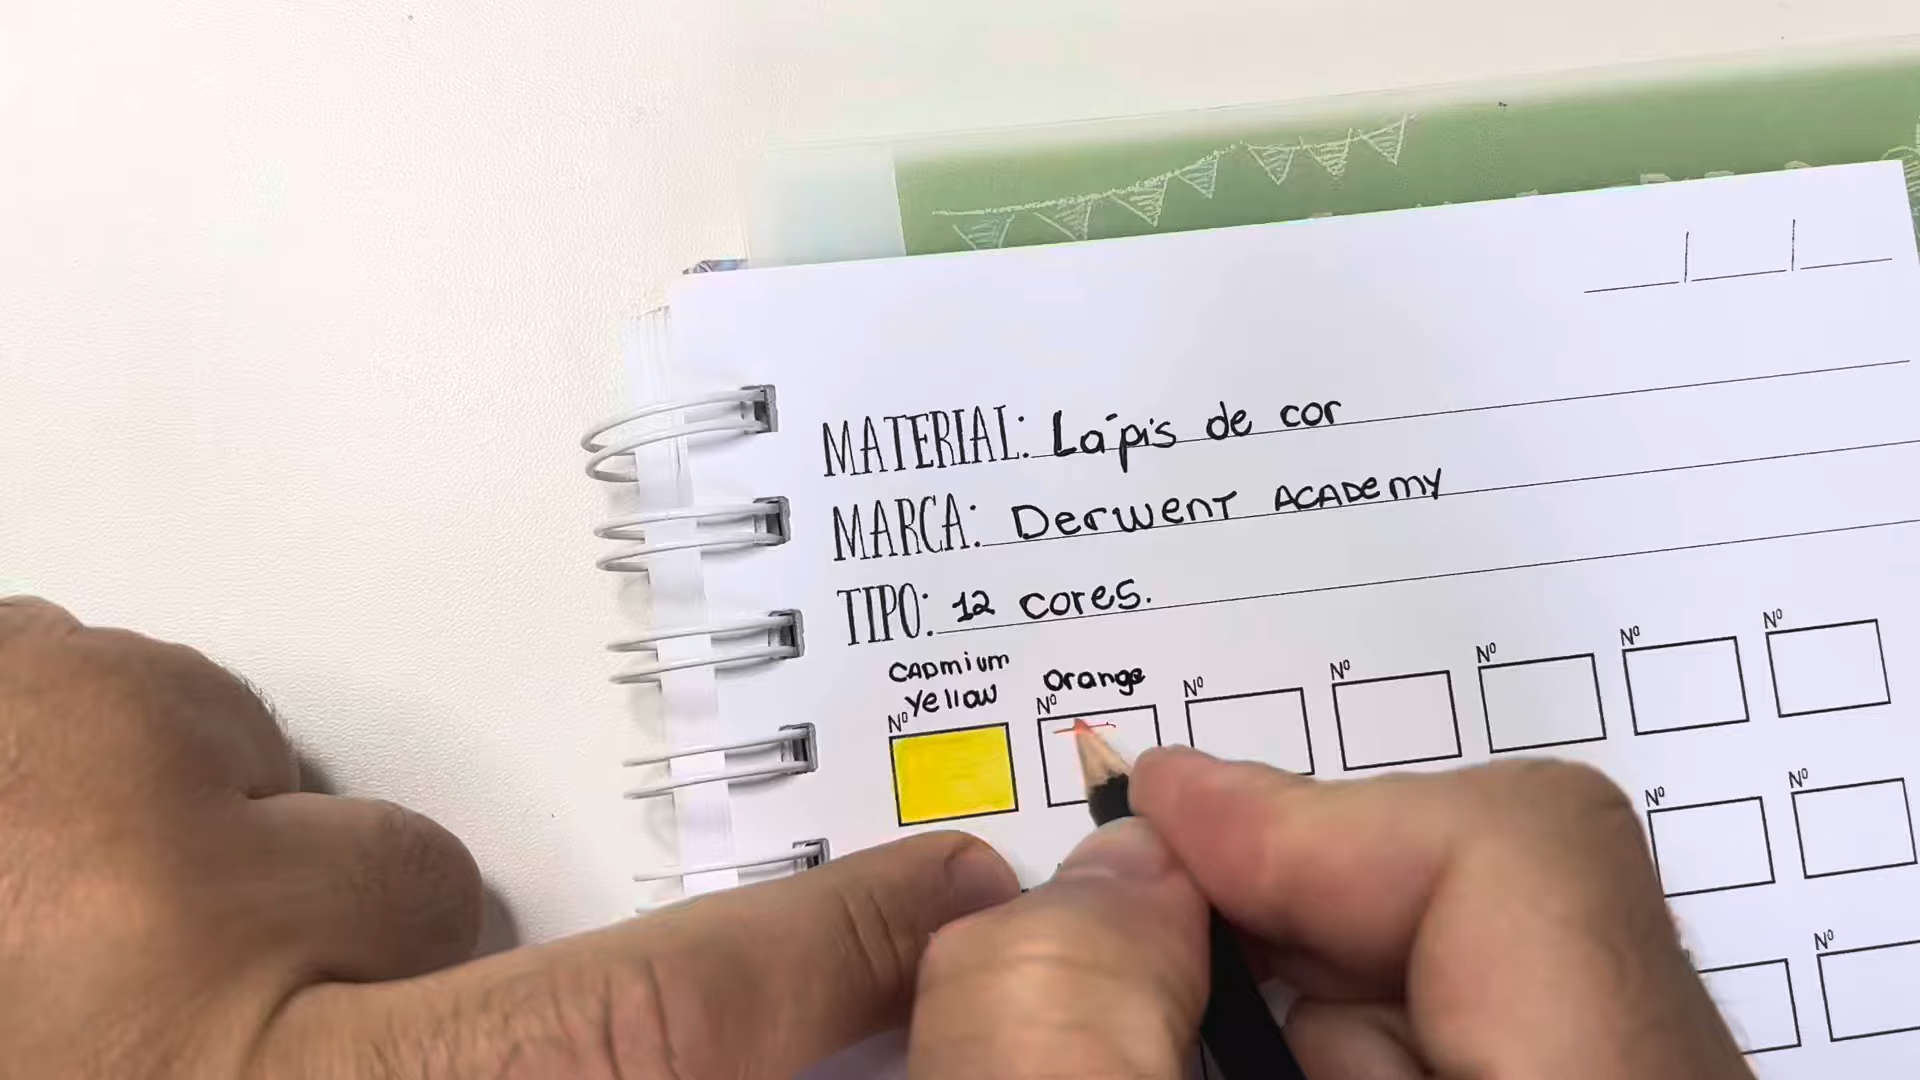 MATERIAL: Lápis de cor
MARCA: Derwent Academy
TIPO: 12 cores.
Cadmium Yellow
Orange
Nº Nº Nº Nº Nº Nº Nº
Nº Nº
Nº